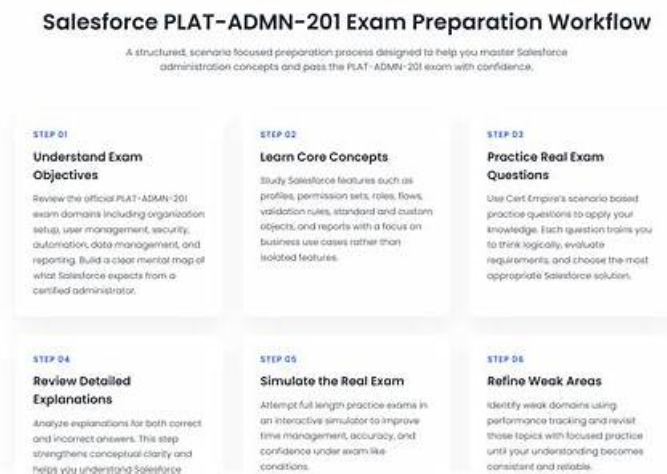 Salesforce PLAT-ADMN-201 Exam Preparation Workflow
A structured, scenario focused preparation process designed to help you master Salesforce
administration concepts and pass the PLAT-ADMN-201 exam with confidence.
STEP 01
Understand Exam
Objectives
Review the official PLAT-ADMN-201
exam domains including organization
setup, user management, security,
automation, data management, and
reporting. Build a clear mental map of
what Salesforce expects from a
certified administrator.
STEP 02
Learn Core Concepts
Study Salesforce features such as
profiles, permission sets, roles, flows,
validation rules, standard and custom
objects, and reports with a focus on
business use cases rather than
isolated features.
STEP 03
Practice Real Exam
Questions
Use Cert Empire's scenario based
practice questions to apply your
knowledge. Each question trains you
to think logically, evaluate
requirements, and choose the most
appropriate Salesforce solution.
STEP 04
Review Detailed
Explanations
Analyze explanations for both correct
and incorrect answers. This step
strengthens conceptual clarity and
helps you understand Salesforce
STEP 05
Simulate the Real Exam
Attempt full length practice exams in
an interactive simulator to improve
time management, accuracy, and
confidence under exam like
conditions.
STEP 06
Refine Weak Areas
Identify weak domains using
performance tracking and revisit
those topics with focused practice
until your understanding becomes
consistent and reliable.